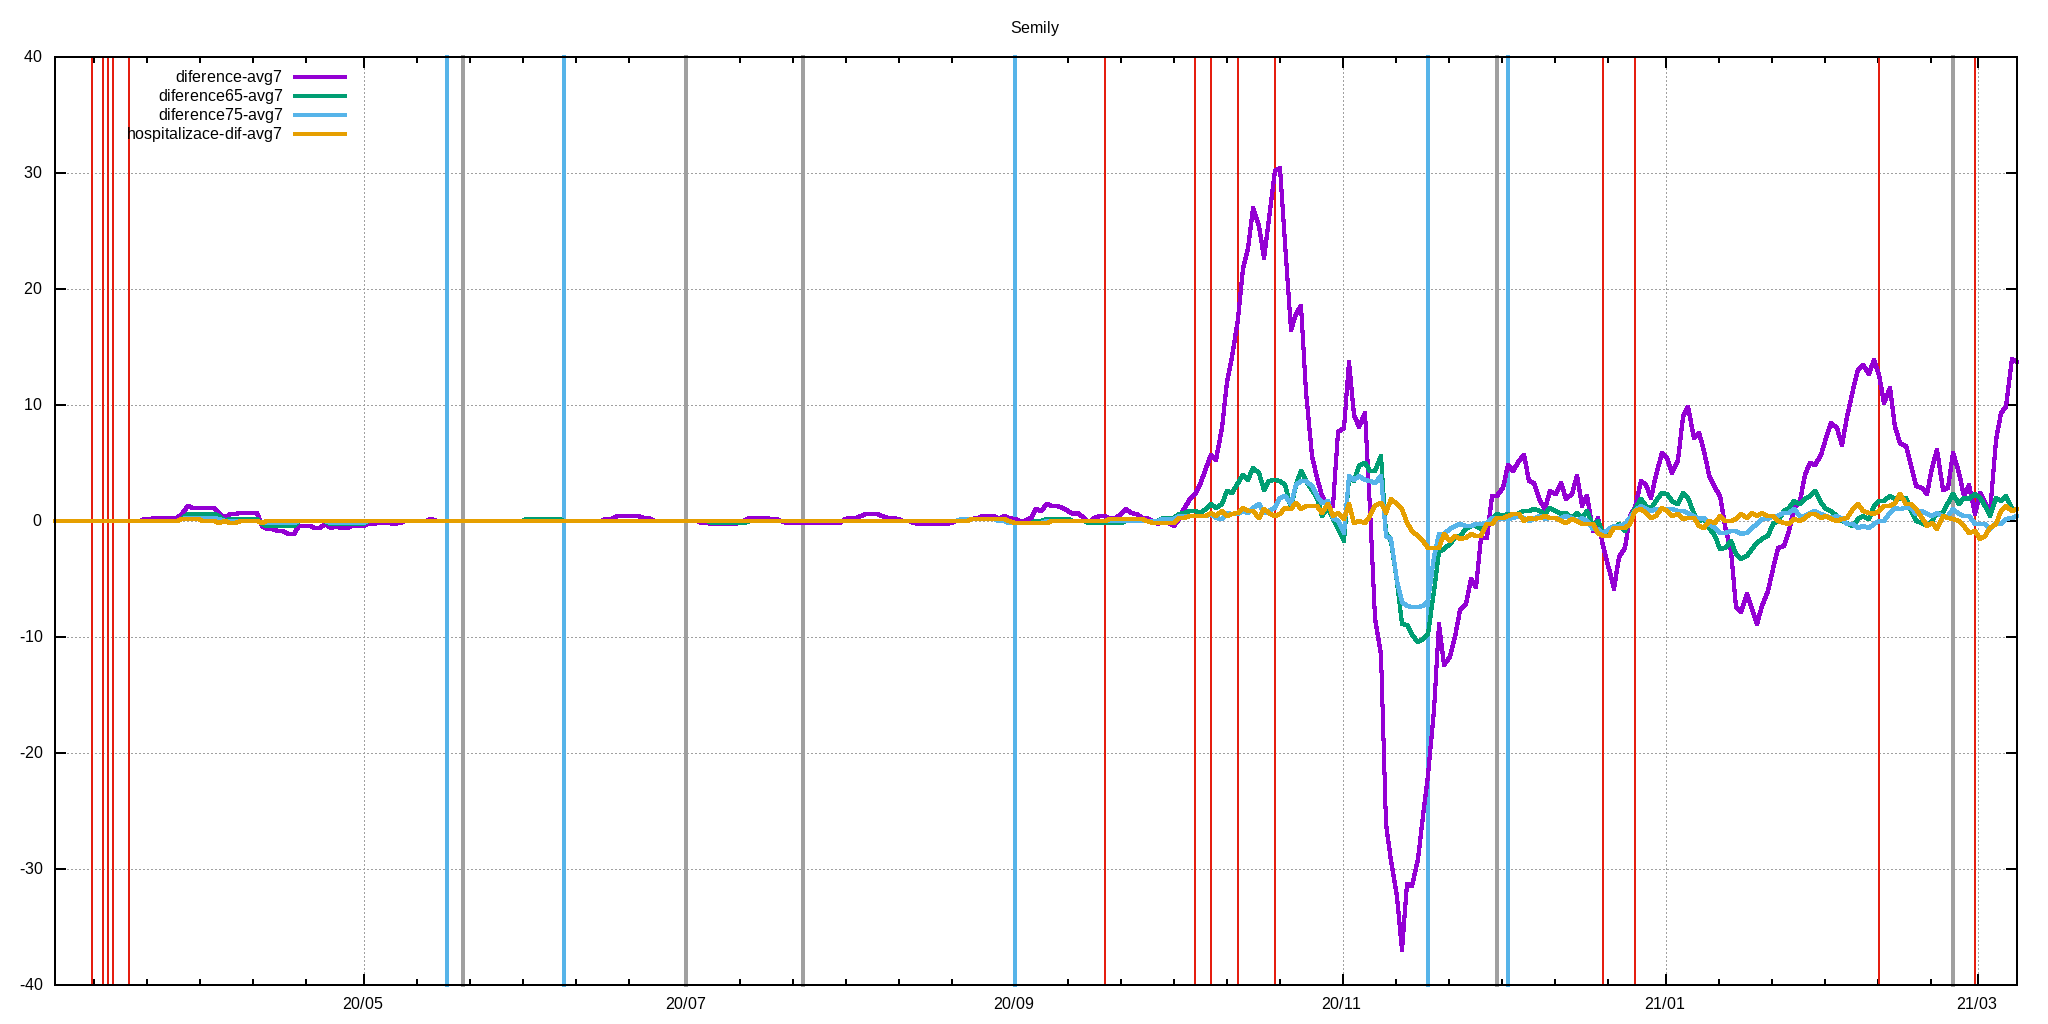 Semily
40
diference-avg7
diference65-avg7
diference75-avg7
hospitalizace-dif-avg7
30
20
10
0
-10
-20
-30
-40
20/05 20/07 20/09 20/11 21/01 21/03